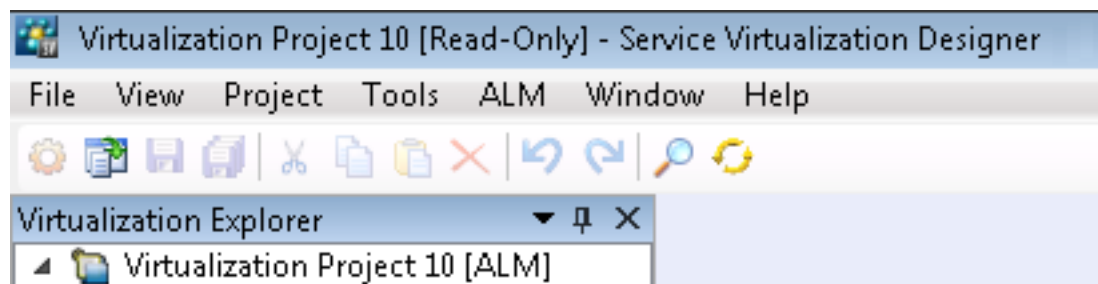 Virtualization Project 10 [Read-Only] - Service Virtualization Designer
File View Project Tools ALM Window Help
Virtualization Explorer
Virtualization Project 10 [ALM]